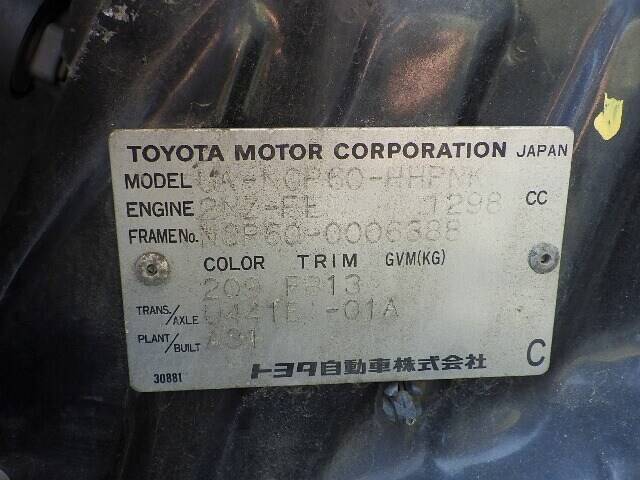 TOYOTA MOTOR CORPORATION JAPAN
MODEL UA-NCP60-HHPNK
ENGINE 2NZ-FE 1298 CC
FRAME No. NCP60-0006388
COLOR TRIM GVM(KG)
209 FB13
TRANS./AXLE U441E -01A
PLANT/BUILT A31
30881 トヨタ自動車株式会社 C